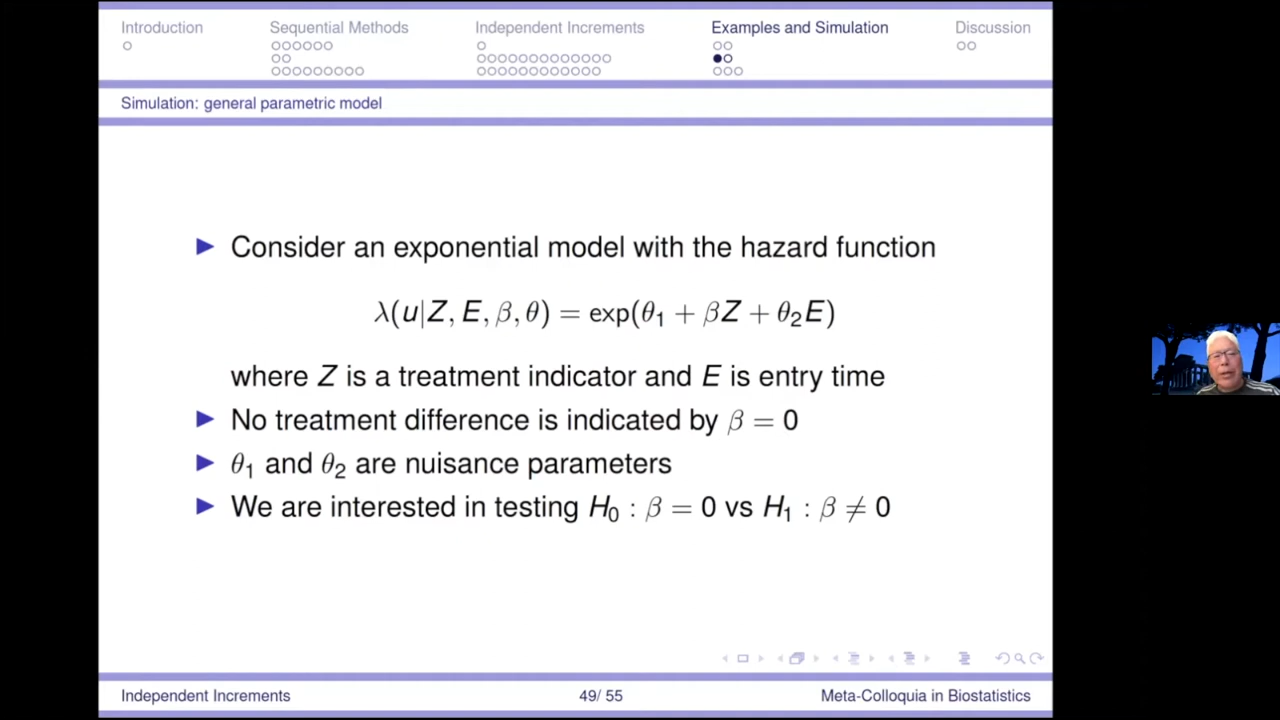 Introduction Sequential Methods Independent Increments Examples and Simulation Discussion
Simulation: general parametric model
► Consider an exponential model with the hazard function
λ(u|Z, E, β, θ) = exp(θ₁ + βZ + θ₂E)
where Z is a treatment indicator and E is entry time
► No treatment difference is indicated by β = 0
► θ₁ and θ₂ are nuisance parameters
► We are interested in testing H₀ : β = 0 vs H₁ : β ≠ 0
Independent Increments 49/ 55 Meta-Colloquia in Biostatistics